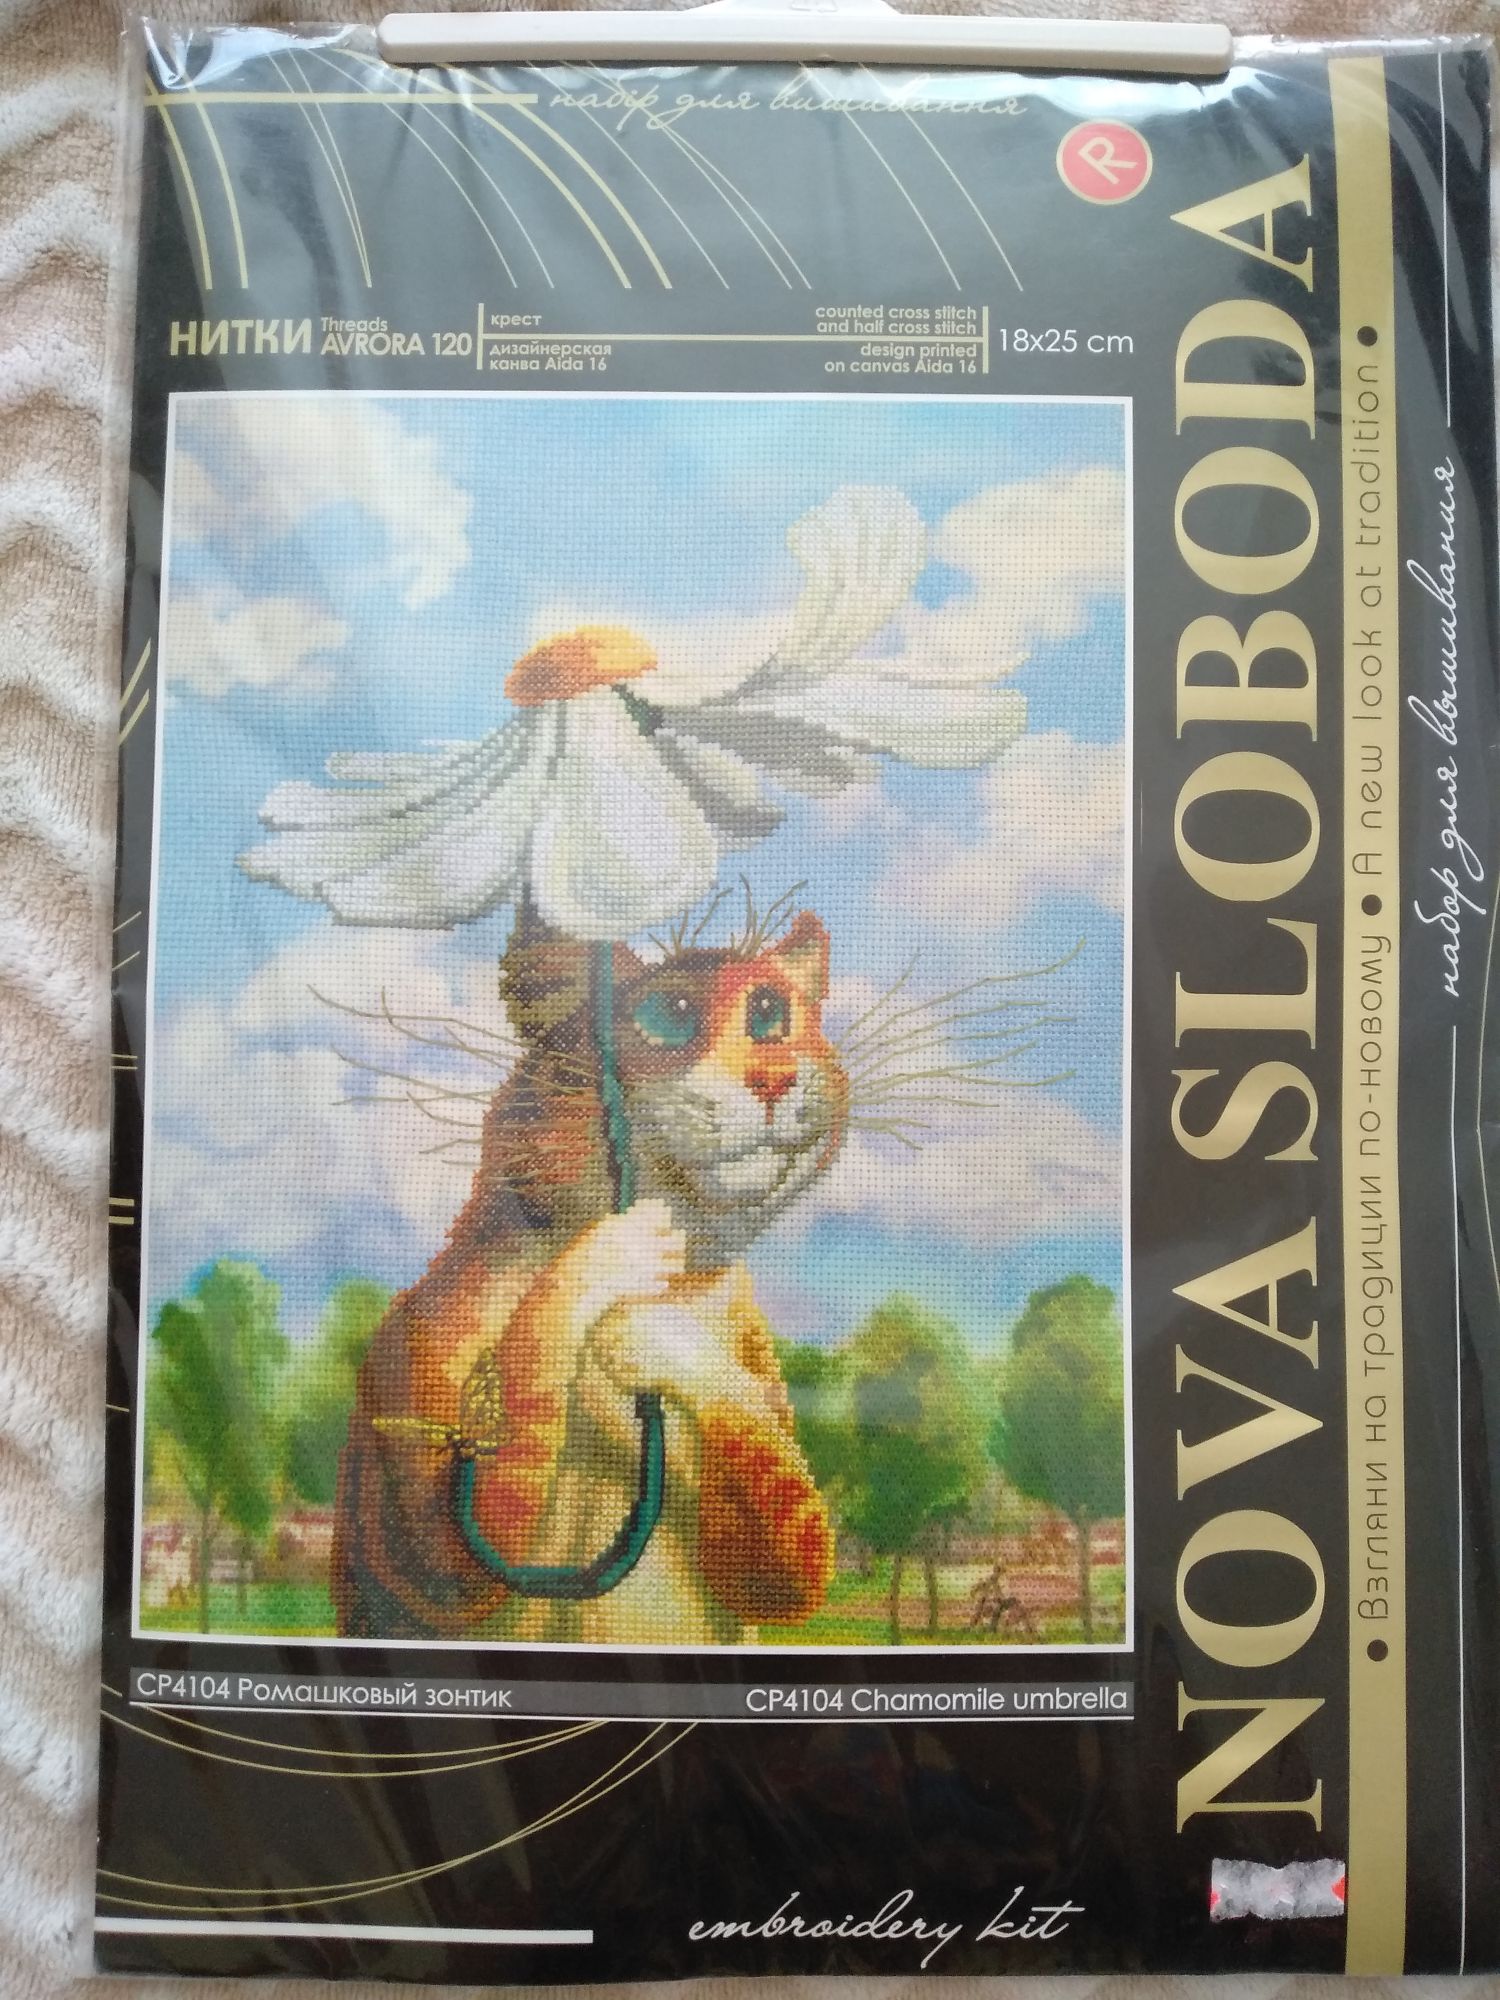 набір для вишивання
R
НИТКИ
Threads
AVRORA 120
крест
дизайнерская
канва Aida 16
counted cross stitch
and half cross stitch
design printed
on canvas Aida 16
18x25 cm
NOVA SLOBODA
• Взгляни на традиции по-новому • A new look at tradition •
набор для вышивания
СР4104 Ромашковый зонтик
CP4104 Chamomile umbrella
embroidery kit